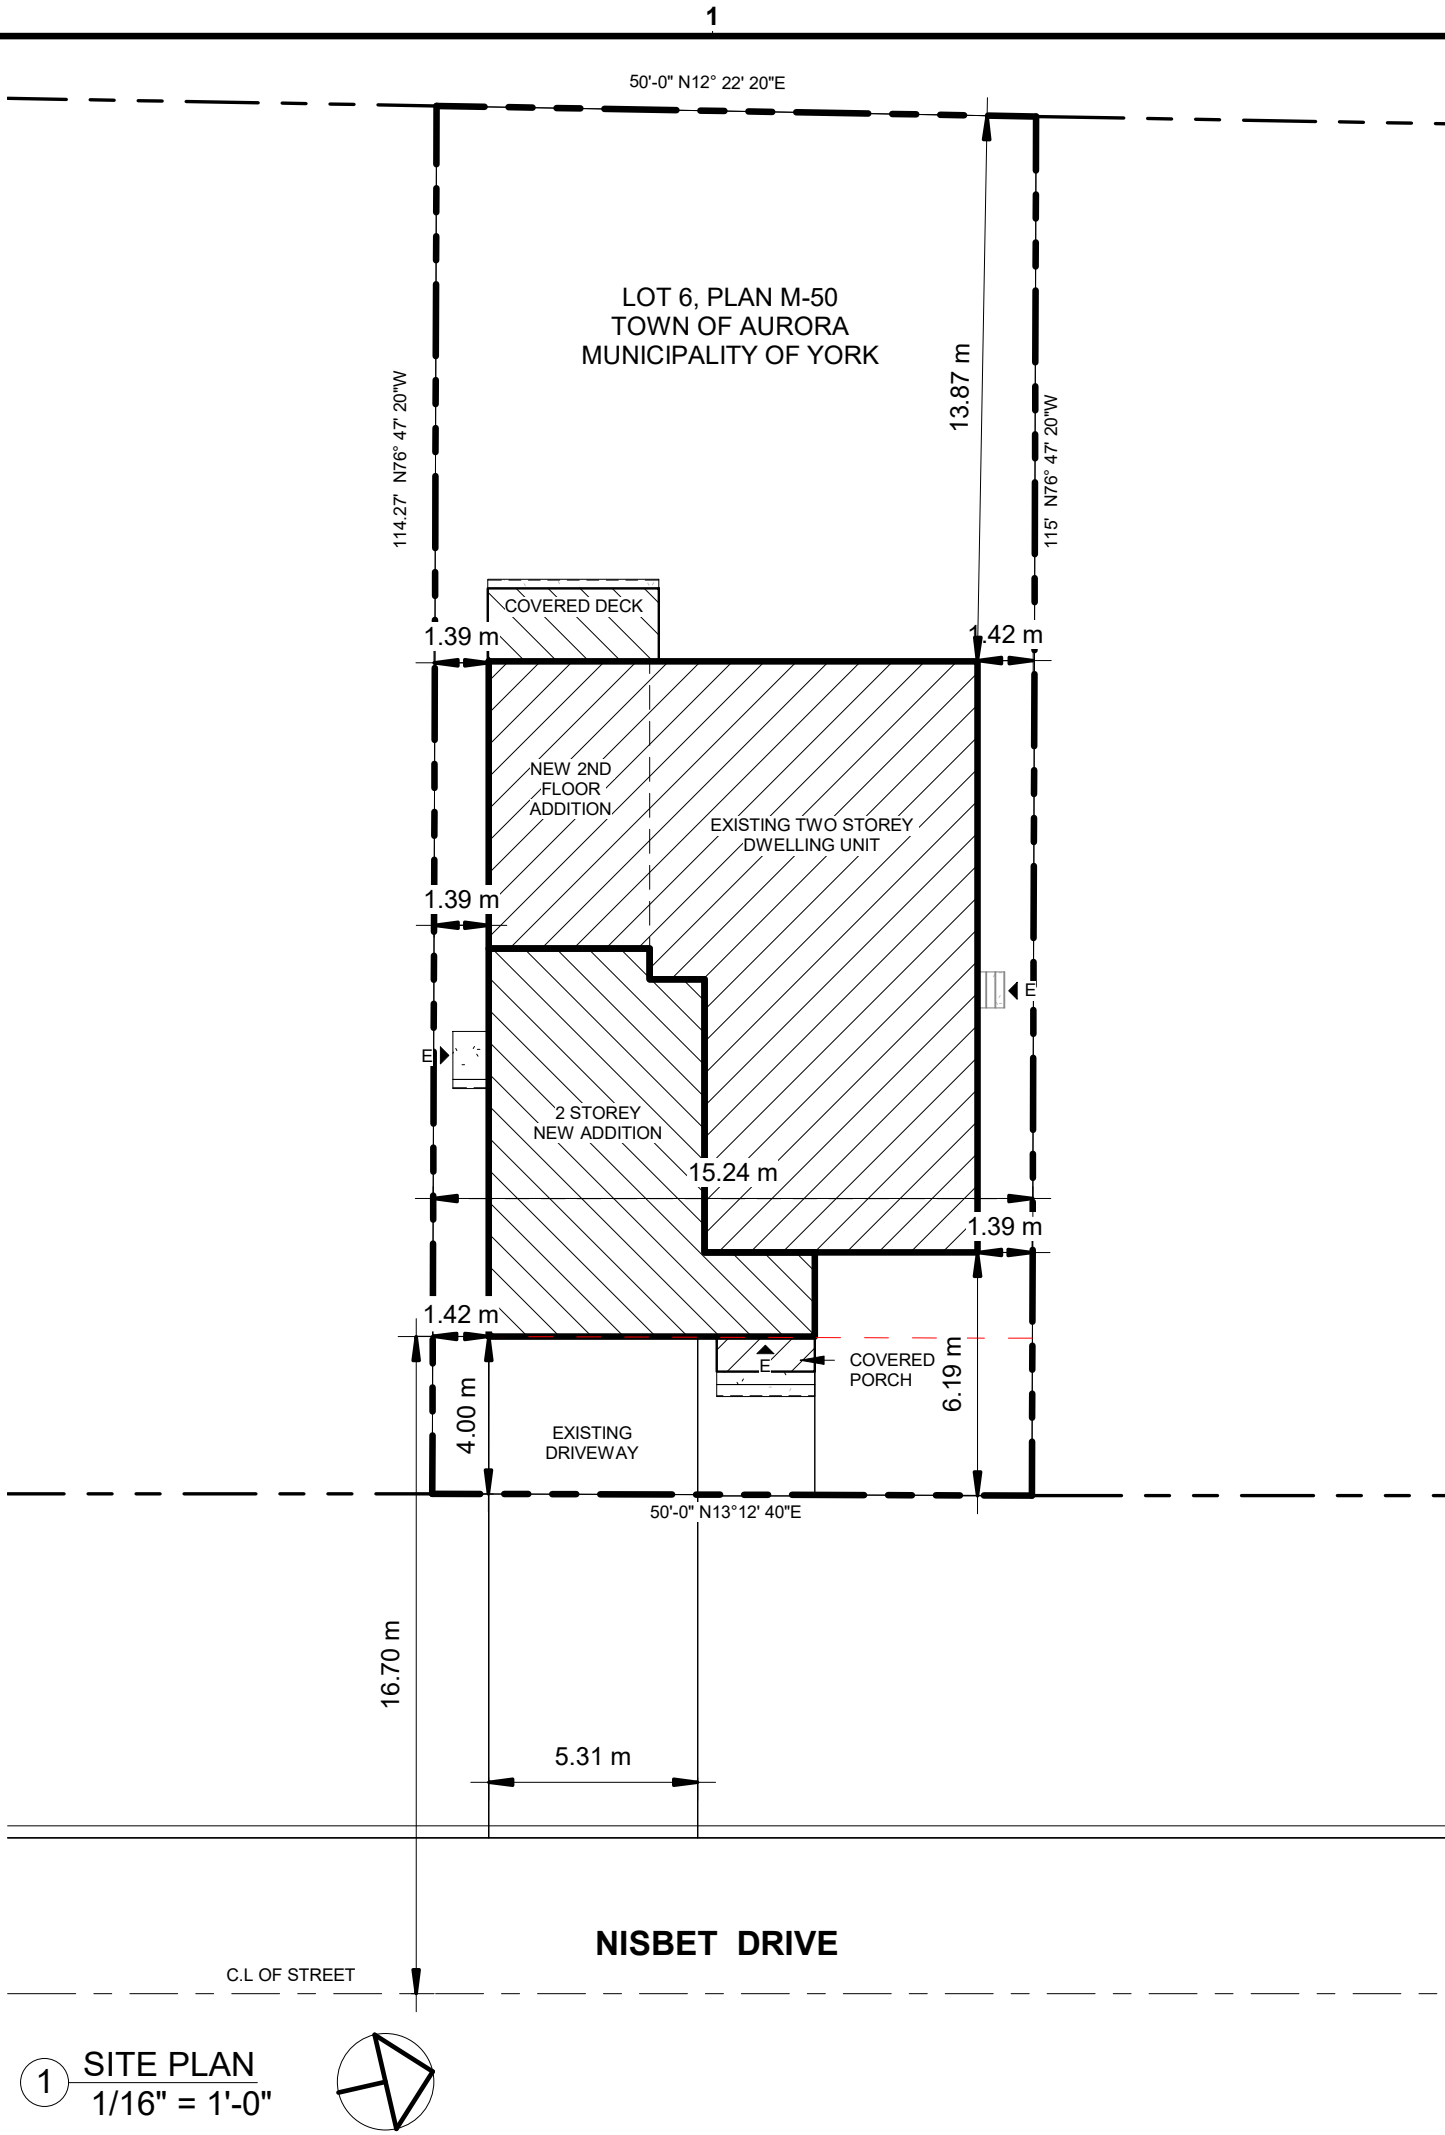 1
50'-0" N12° 22' 20"E
LOT 6, PLAN M-50
TOWN OF AURORA
MUNICIPALITY OF YORK
13.87 m
114.27' N76° 47' 20"W
115' N76° 47' 20"W
COVERED DECK
1.39 m
1.42 m
NEW 2ND
FLOOR
ADDITION
EXISTING TWO STOREY
DWELLING UNIT
1.39 m
E
E
2 STOREY
NEW ADDITION
15.24 m
1.39 m
1.42 m
E
COVERED
PORCH
6.19 m
4.00 m
EXISTING
DRIVEWAY
50'-0" N13°12' 40"E
16.70 m
5.31 m
NISBET DRIVE
C.L OF STREET
1
SITE PLAN
1/16" = 1'-0"